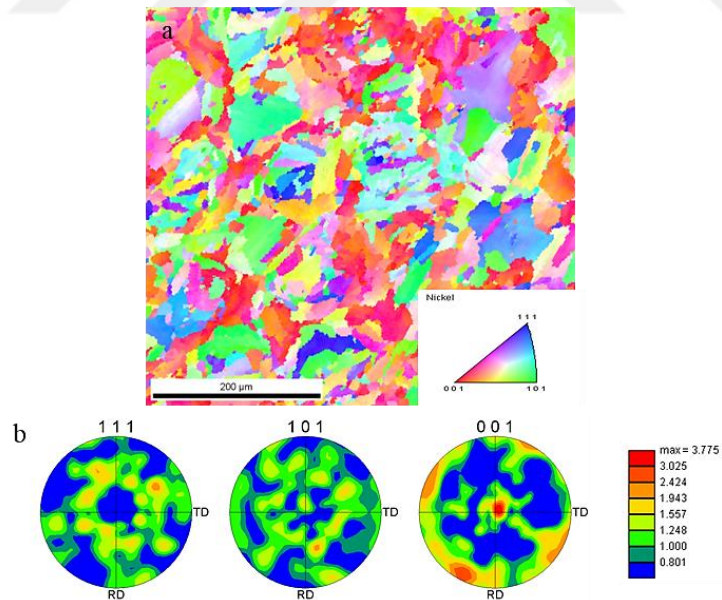 a
Nickel
1 1 1
0 0 1
1 0 1
200 µm
b
1 1 1
1 0 1
0 0 1
TD
TD
TD
RD
RD
RD
max = 3.775
3.025
2.424
1.943
1.557
1.248
1.000
0.801